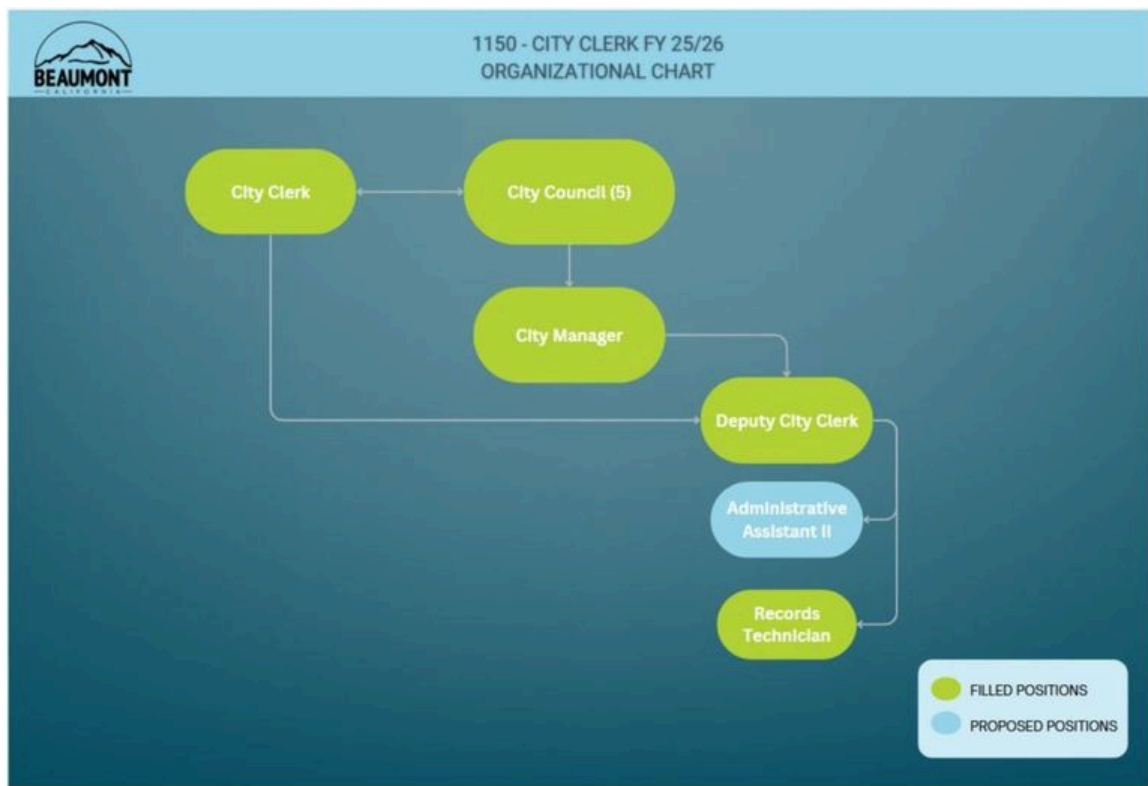 BEAUMONT
CALIFORNIA
1150 - CITY CLERK FY 25/26
ORGANIZATIONAL CHART
City Clerk
City Council (5)
City Manager
Deputy City Clerk
Administrative
Assistant II
Records
Technician
FILLED POSITIONS
PROPOSED POSITIONS